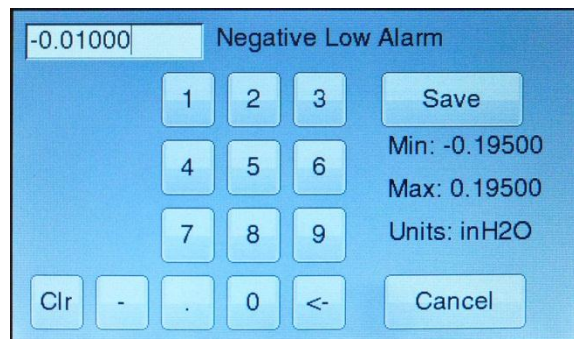 -0.01000 Negative Low Alarm
1 2 3 Save
Min: -0.19500
4 5 6
Max: 0.19500
7 8 9 Units: inH2O
Clr - . 0 <- Cancel